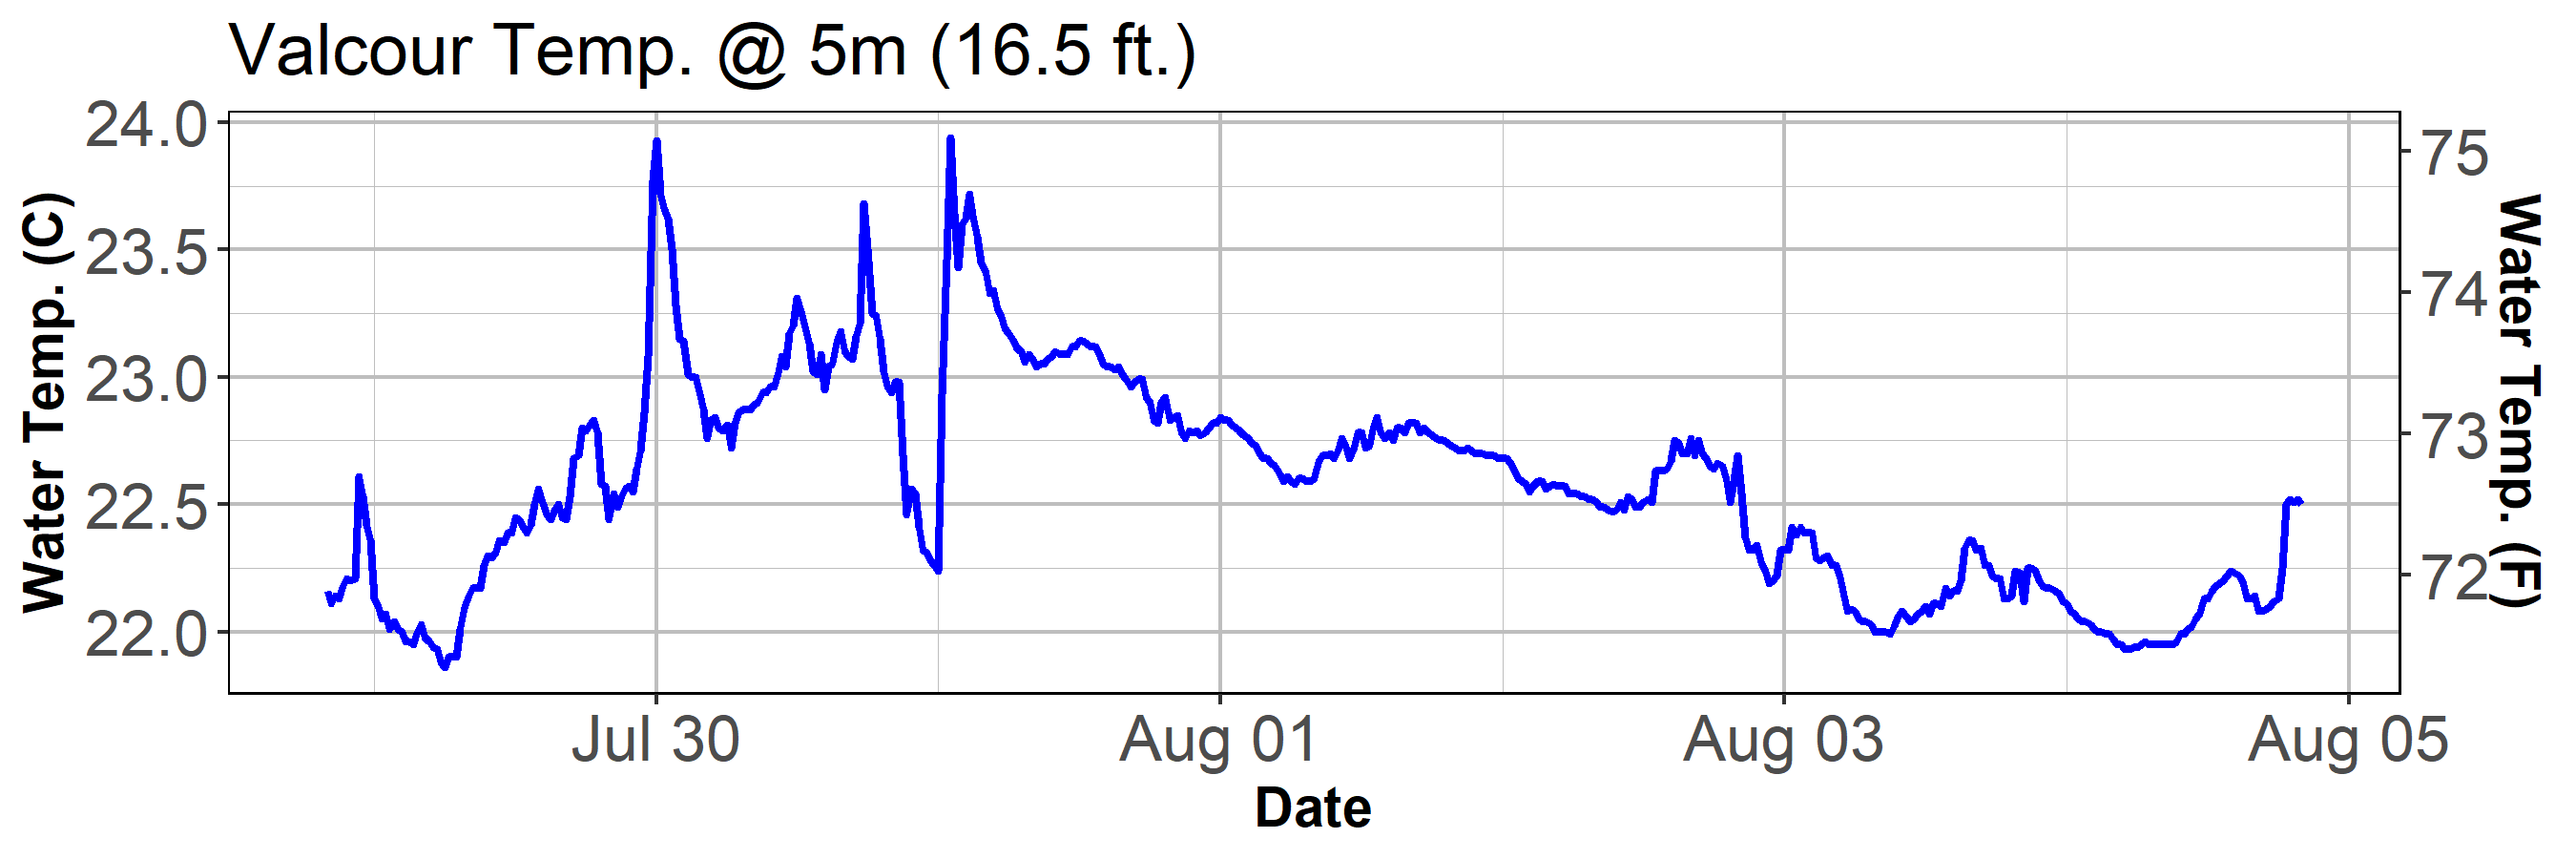 Valcour Temp. @ 5m (16.5 ft.)
Water Temp. (C)
24.0
23.5
23.0
22.5
22.0
75
74
73
72
Water Temp. (F)
Jul 30 Aug 01 Aug 03 Aug 05
Date